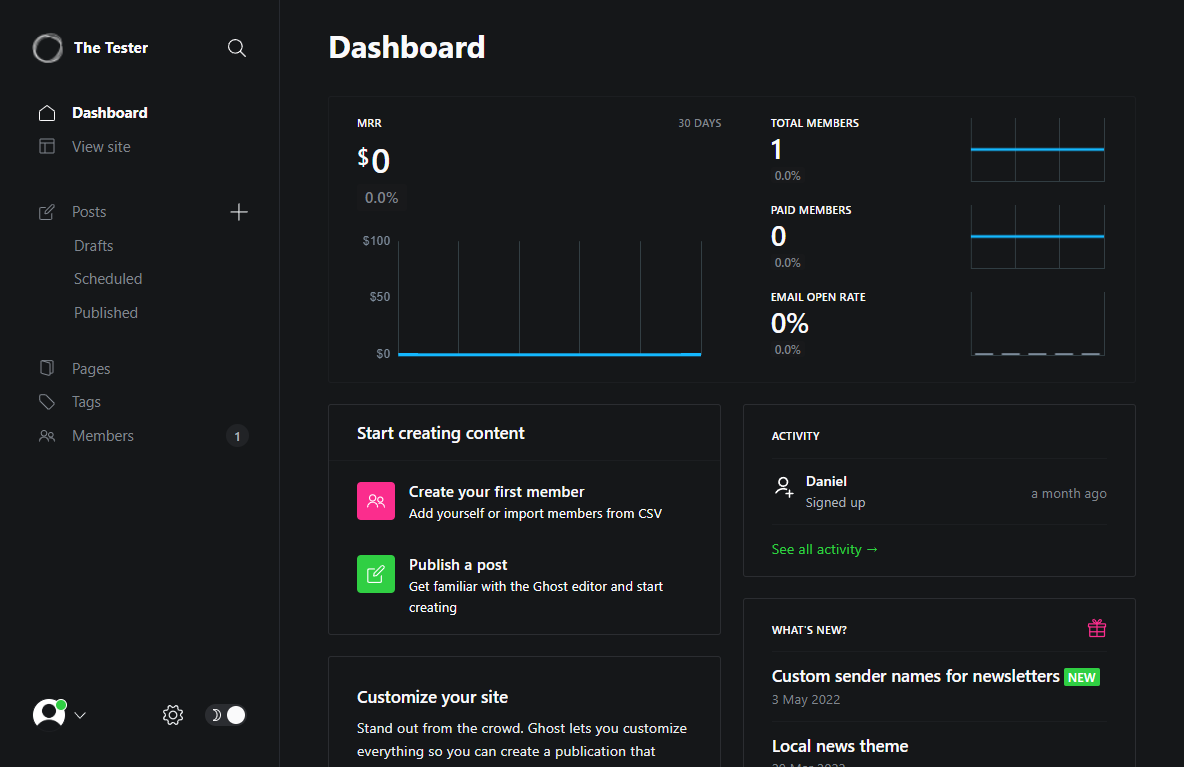 The Tester
Dashboard
View site
Posts
Drafts
Scheduled
Published
Pages
Tags
Members
1
Dashboard
MRR
30 DAYS
$0
0.0%
$100
$50
$0
TOTAL MEMBERS
1
0.0%
PAID MEMBERS
0
0.0%
EMAIL OPEN RATE
0%
0.0%
Start creating content
Create your first member
Add yourself or import members from CSV
Publish a post
Get familiar with the Ghost editor and start
creating
Customize your site
Stand out from the crowd. Ghost lets you customize
everything so you can create a publication that
ACTIVITY
Daniel
Signed up
a month ago
See all activity →
WHAT'S NEW?
Custom sender names for newsletters NEW
3 May 2022
Local news theme